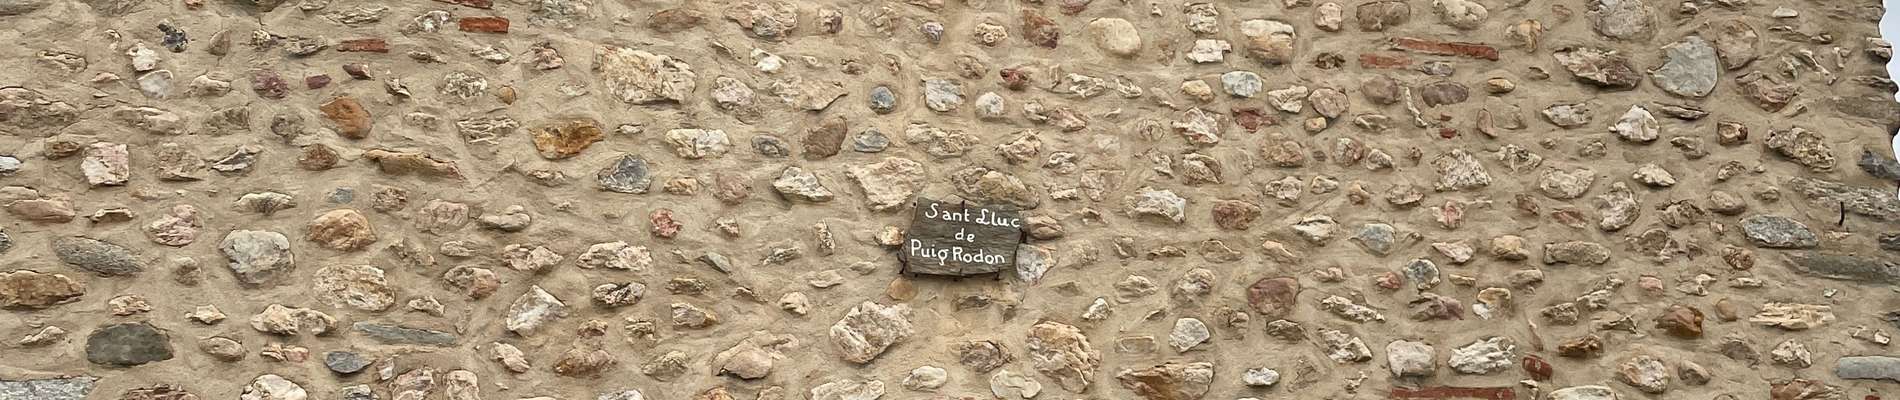 Sant Lluc
de
Puig Rodon